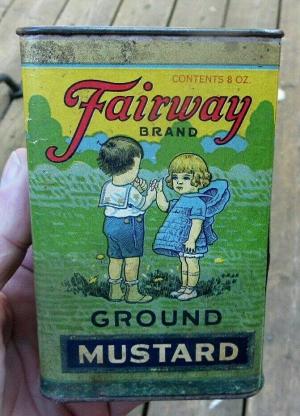 CONTENTS 8 OZ.
Fairway
BRAND
GROUND
MUSTARD